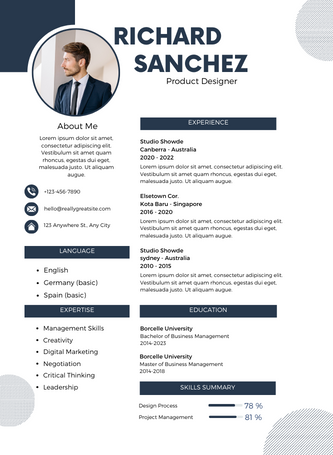 RICHARD
SANCHEZ
Product Designer
About Me
Lorem ipsum dolor sit amet,
consectetur adipiscing elit.
Vestibulum sit amet quam
rhoncus, egestas dui eget,
malesuada justo. Ut aliquam
augue.
+123-456-7890
hello@reallygreatsite.com
123 Anywhere St., Any City
LANGUAGE
English
Germany (basic)
Spain (basic)
EXPERTISE
Management Skills
Creativity
Digital Marketing
Negotiation
Critical Thinking
Leadership
EXPERIENCE
Studio Showde
Canberra - Australia
2020 - 2022
Lorem ipsum dolor sit amet, consectetur adipiscing elit.
Vestibulum sit amet quam rhoncus, egestas dui eget,
malesuada justo. Ut aliquam augue.
Elsetown Cor.
Kota Baru - Singapore
2016 - 2020
Lorem ipsum dolor sit amet, consectetur adipiscing elit.
Vestibulum sit amet quam rhoncus, egestas dui eget,
malesuada justo. Ut aliquam augue.
Studio Showde
sydney - Australia
2010 - 2015
Lorem ipsum dolor sit amet, consectetur adipiscing elit.
Vestibulum sit amet quam rhoncus, egestas dui eget,
malesuada justo. Ut aliquam augue.
EDUCATION
Borcelle University
Bachelor of Business Management
2014-2023
Borcelle University
Master of Business Management
2014-2018
SKILLS SUMMARY
Design Process 78 %
Project Management 81 %